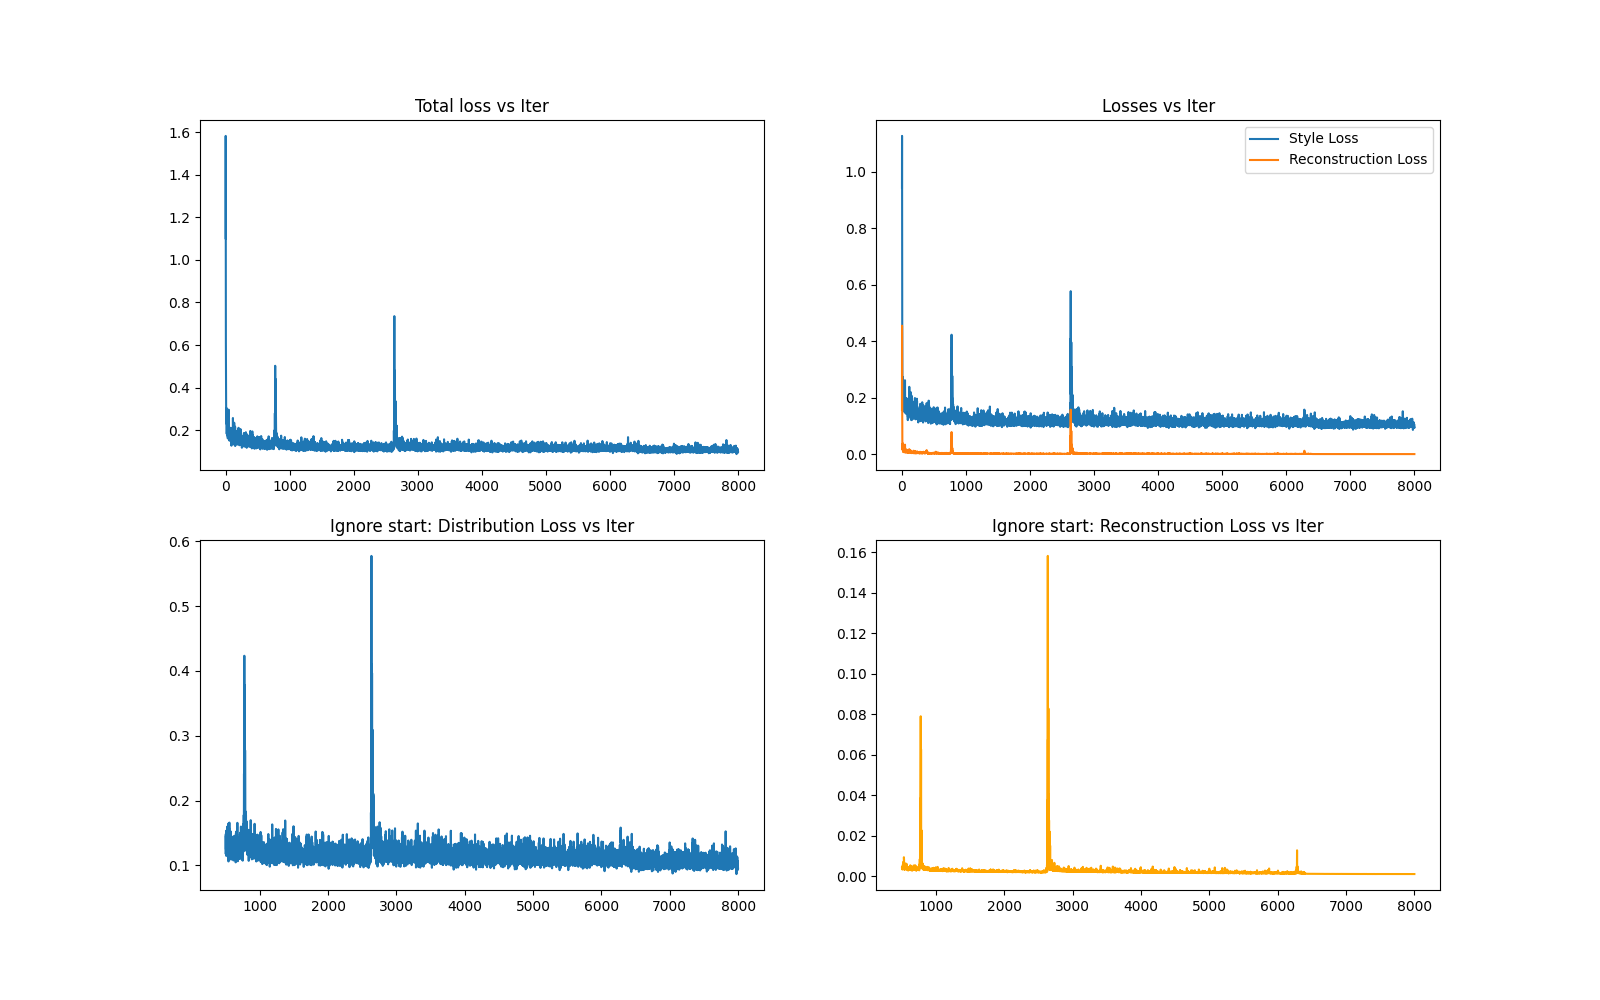 Total loss vs Iter
1.6
1.4
1.2
1.0
0.8
0.6
0.4
0.2
0 1000 2000 3000 4000 5000 6000 7000 8000
Losses vs Iter
Style Loss
Reconstruction Loss
1.0
0.8
0.6
0.4
0.2
0.0
0 1000 2000 3000 4000 5000 6000 7000 8000
Ignore start: Distribution Loss vs Iter
0.6
0.5
0.4
0.3
0.2
0.1
1000 2000 3000 4000 5000 6000 7000 8000
Ignore start: Reconstruction Loss vs Iter
0.16
0.14
0.12
0.10
0.08
0.06
0.04
0.02
0.00
1000 2000 3000 4000 5000 6000 7000 8000